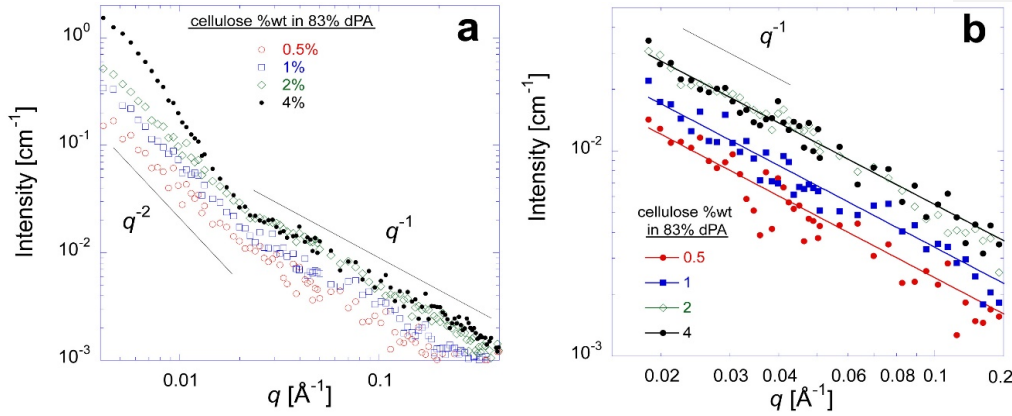 a
cellulose %wt in 83% dPA
0.5%
1%
2%
4%
10⁰
10⁻¹
10⁻²
10⁻³
Intensity [cm⁻¹]
q⁻²
q⁻¹
0.01
0.1
q [Å⁻¹]
b
q⁻¹
10⁻²
10⁻³
Intensity [cm⁻¹]
cellulose %wt
in 83% dPA
0.5
1
2
4
0.02
0.03
0.04
0.06
0.08
0.1
0.2
q [Å⁻¹]